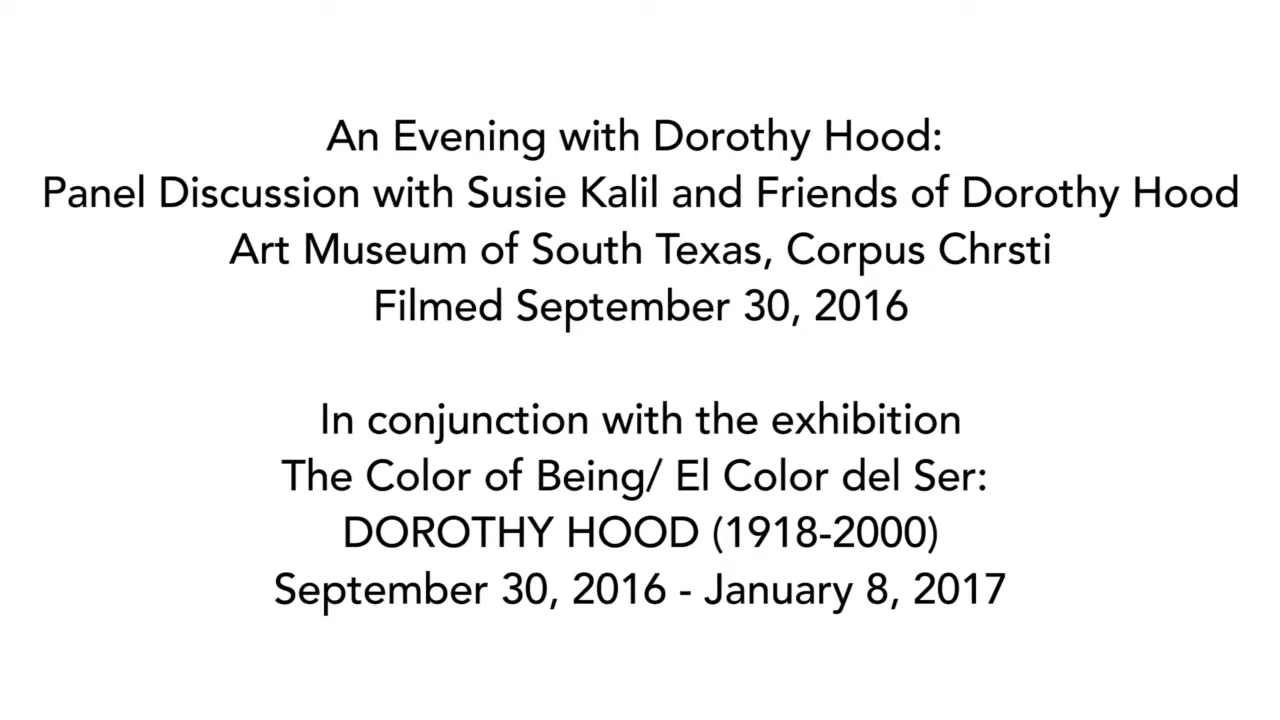 An Evening with Dorothy Hood:
Panel Discussion with Susie Kalil and Friends of Dorothy Hood
Art Museum of South Texas, Corpus Chrsti
Filmed September 30, 2016
In conjunction with the exhibition
The Color of Being/ El Color del Ser:
DOROTHY HOOD (1918-2000)
September 30, 2016 - January 8, 2017